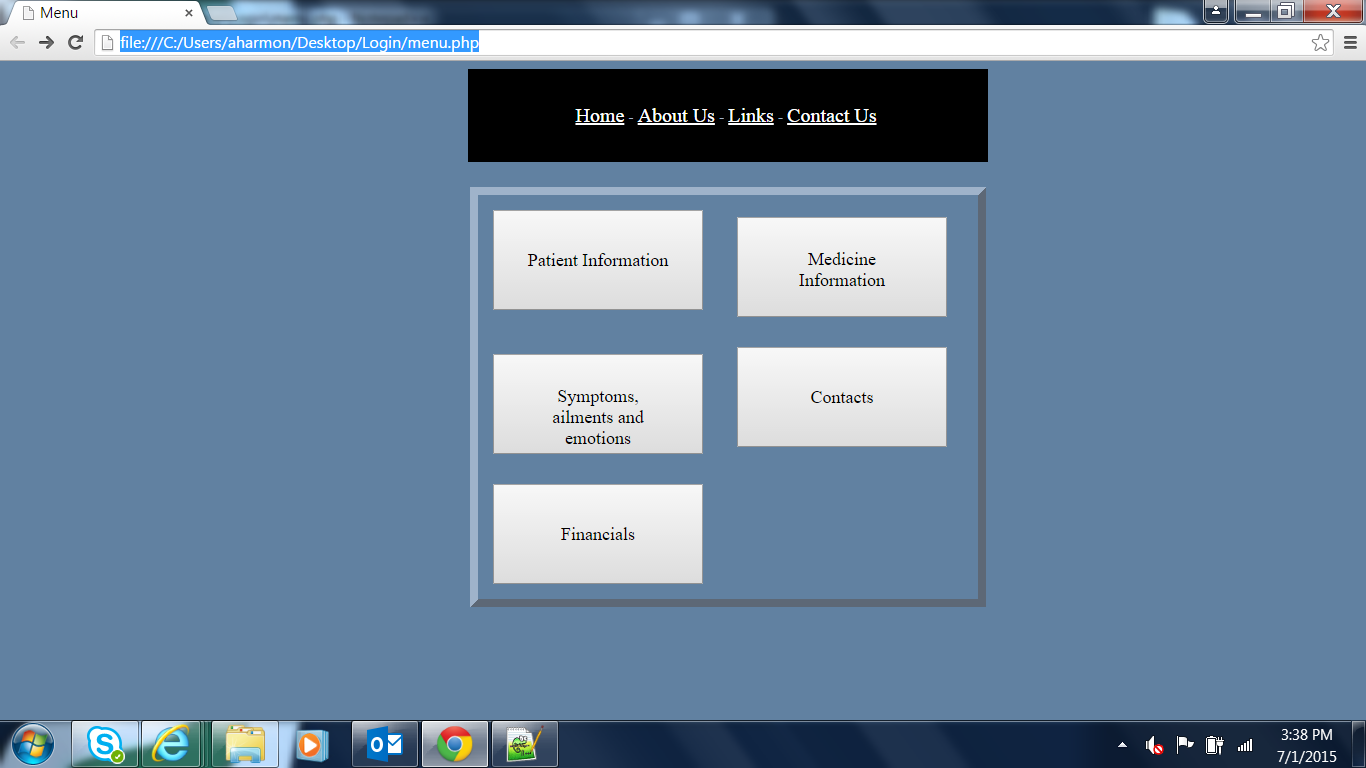 Menu
file:///C:/Users/aharmon/Desktop/Login/menu.php
Home - About Us - Links - Contact Us
Patient Information
Medicine
Information
Symptoms,
ailments and
emotions
Contacts
Financials
3:38 PM
7/1/2015